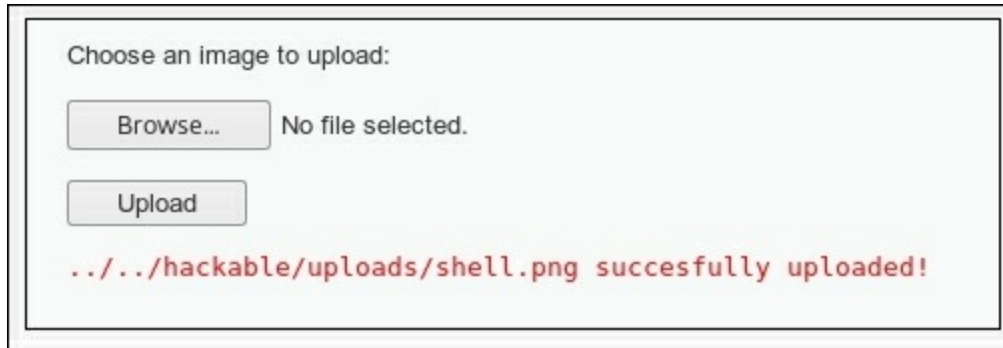 Choose an image to upload:
Browse... No file selected.
Upload
../../hackable/uploads/shell.png succesfully uploaded!